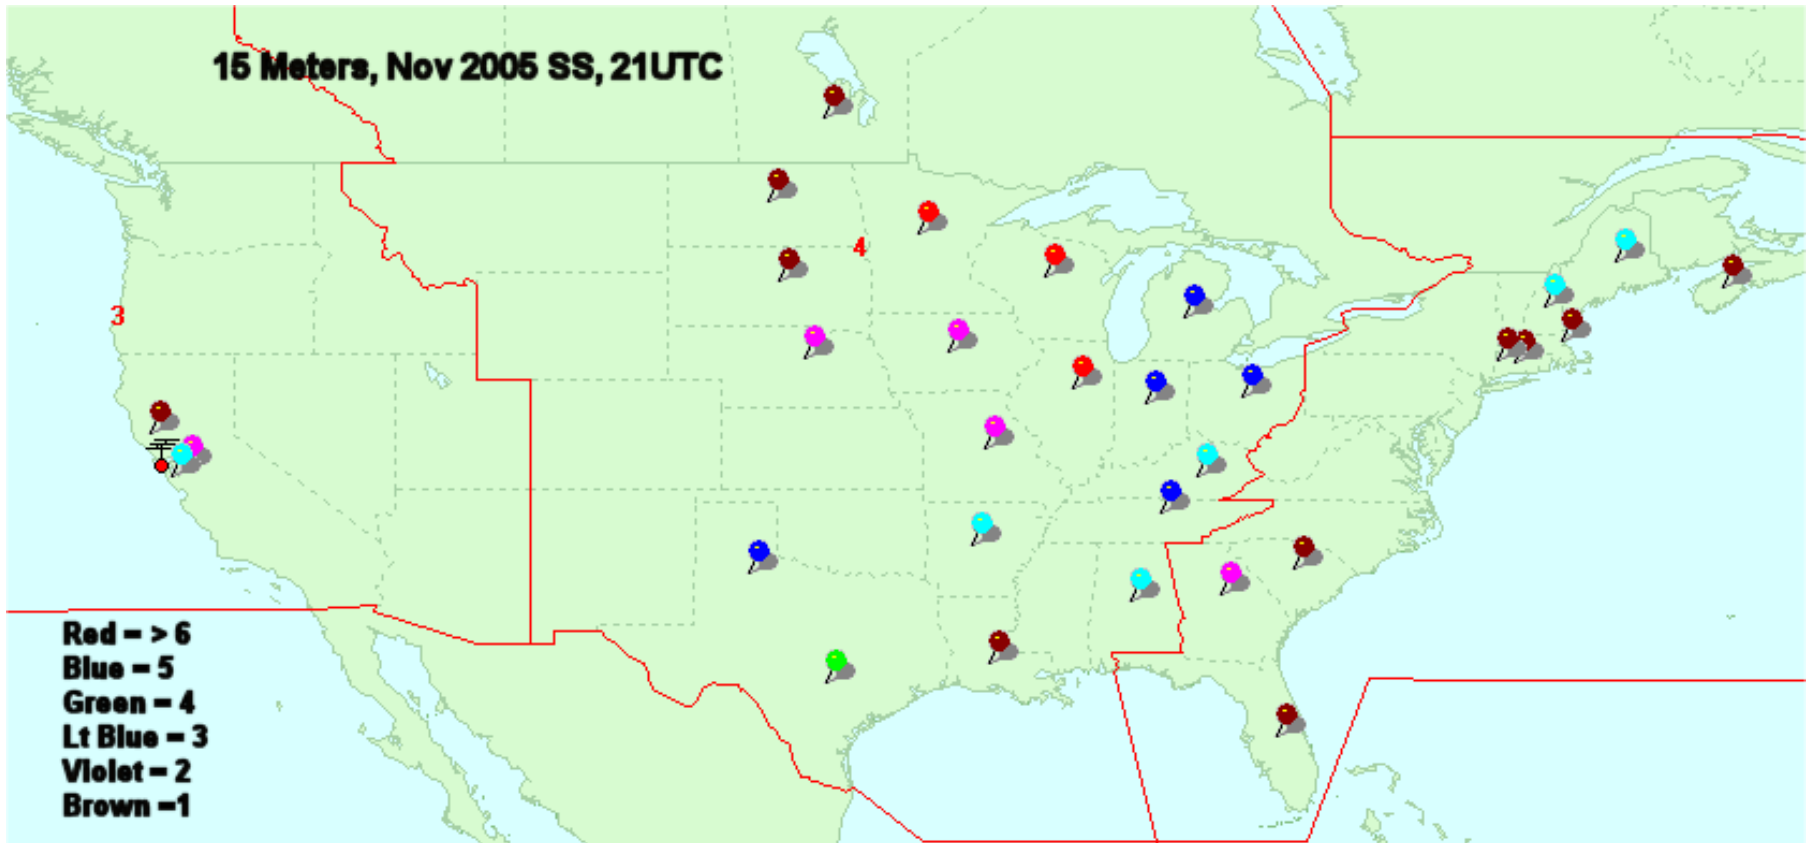 15 Meters, Nov 2005 SS, 21UTC
4
3
Red - > 6
Blue - 5
Green - 4
Lt Blue - 3
Violet - 2
Brown -1